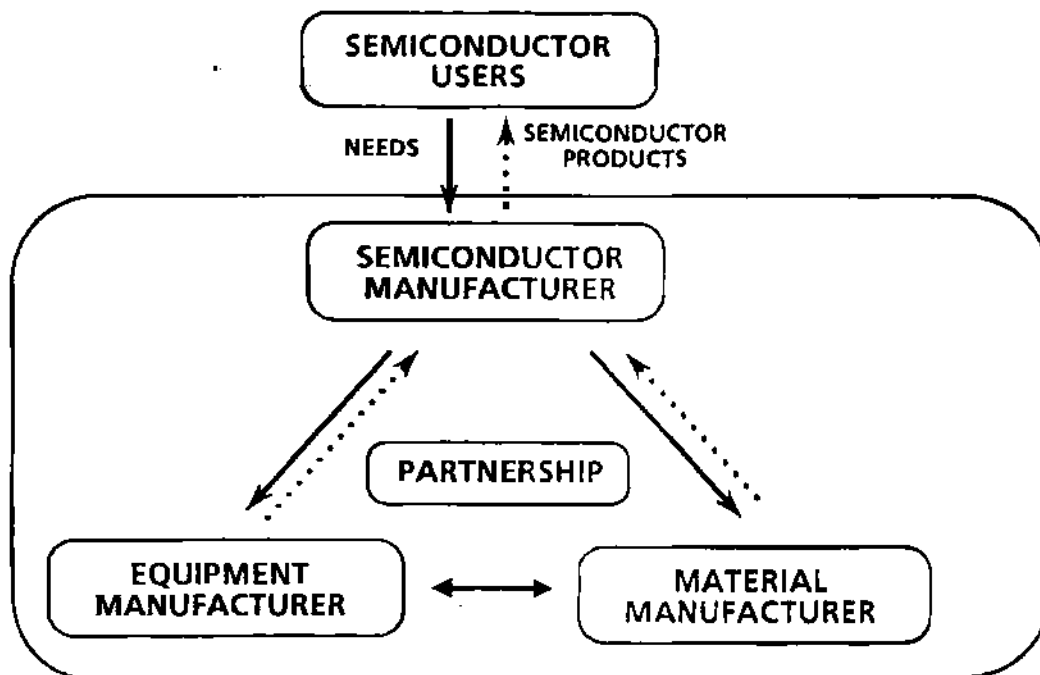 SEMICONDUCTOR
USERS
NEEDS
SEMICONDUCTOR
PRODUCTS
SEMICONDUCTOR
MANUFACTURER
PARTNERSHIP
EQUIPMENT
MANUFACTURER
MATERIAL
MANUFACTURER